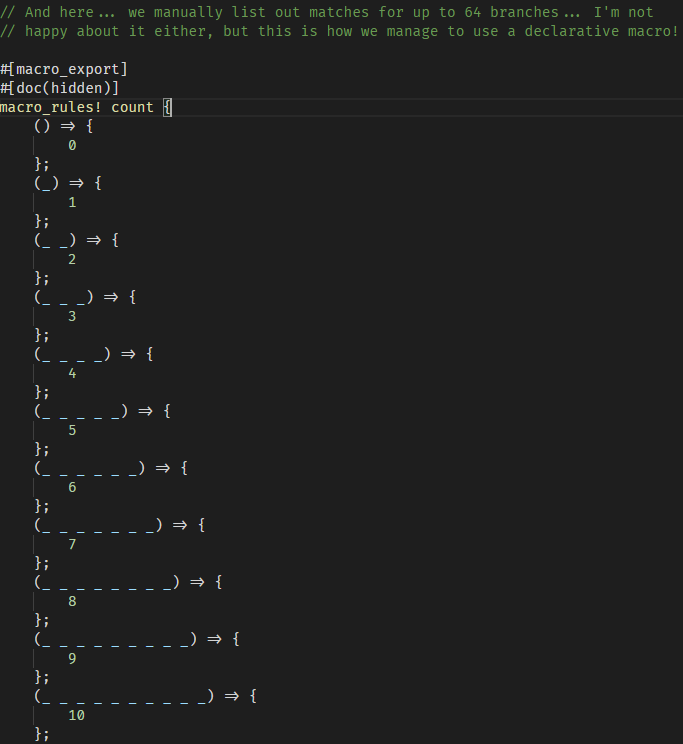 // And here... we manually list out matches for up to 64 branches... I'm not
// happy about it either, but this is how we manage to use a declarative macro!

#[macro_export]
#[doc(hidden)]
macro_rules! count {
    () => {
        0
    };
    (_) => {
        1
    };
    (_ _) => {
        2
    };
    (_ _ _) => {
        3
    };
    (_ _ _ _) => {
        4
    };
    (_ _ _ _ _) => {
        5
    };
    (_ _ _ _ _ _) => {
        6
    };
    (_ _ _ _ _ _ _) => {
        7
    };
    (_ _ _ _ _ _ _ _) => {
        8
    };
    (_ _ _ _ _ _ _ _ _) => {
        9
    };
    (_ _ _ _ _ _ _ _ _ _) => {
        10
    };